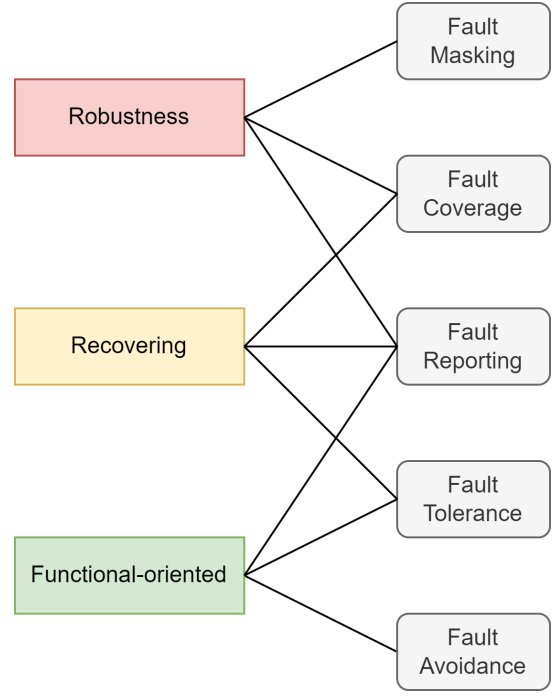 Robustness
Recovering
Functional-oriented
Fault
Masking
Fault
Coverage
Fault
Reporting
Fault
Tolerance
Fault
Avoidance